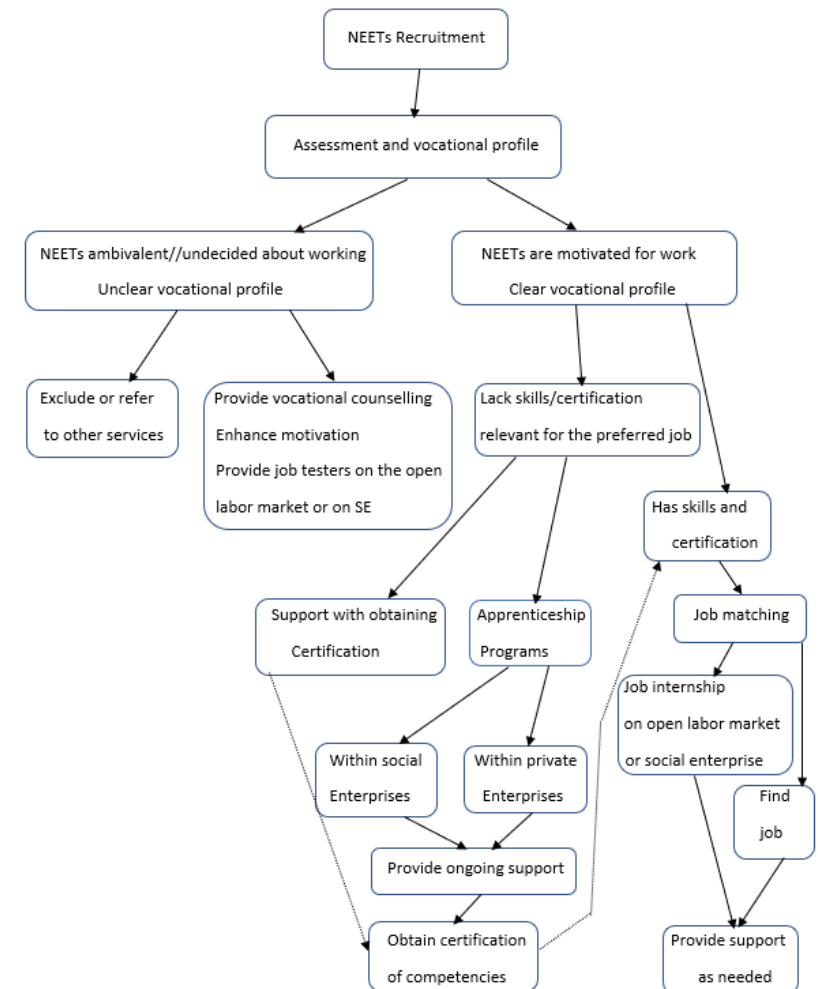 NEETs Recruitment
Assessment and vocational profile
NEETs ambivalent//undecided about working
Unclear vocational profile
NEETs are motivated for work
Clear vocational profile
Exclude or refer
to other services
Provide vocational counselling
Enhance motivation
Provide job testers on the open
labor market or on SE
Lack skills/certification
relevant for the preferred job
Has skills and
certification
Support with obtaining
Certification
Apprenticeship
Programs
Job matching
Job internship
on open labor market
or social enterprise
Within social
Enterprises
Within private
Enterprises
Find
job
Provide ongoing support
Obtain certification
of competencies
Provide support
as needed